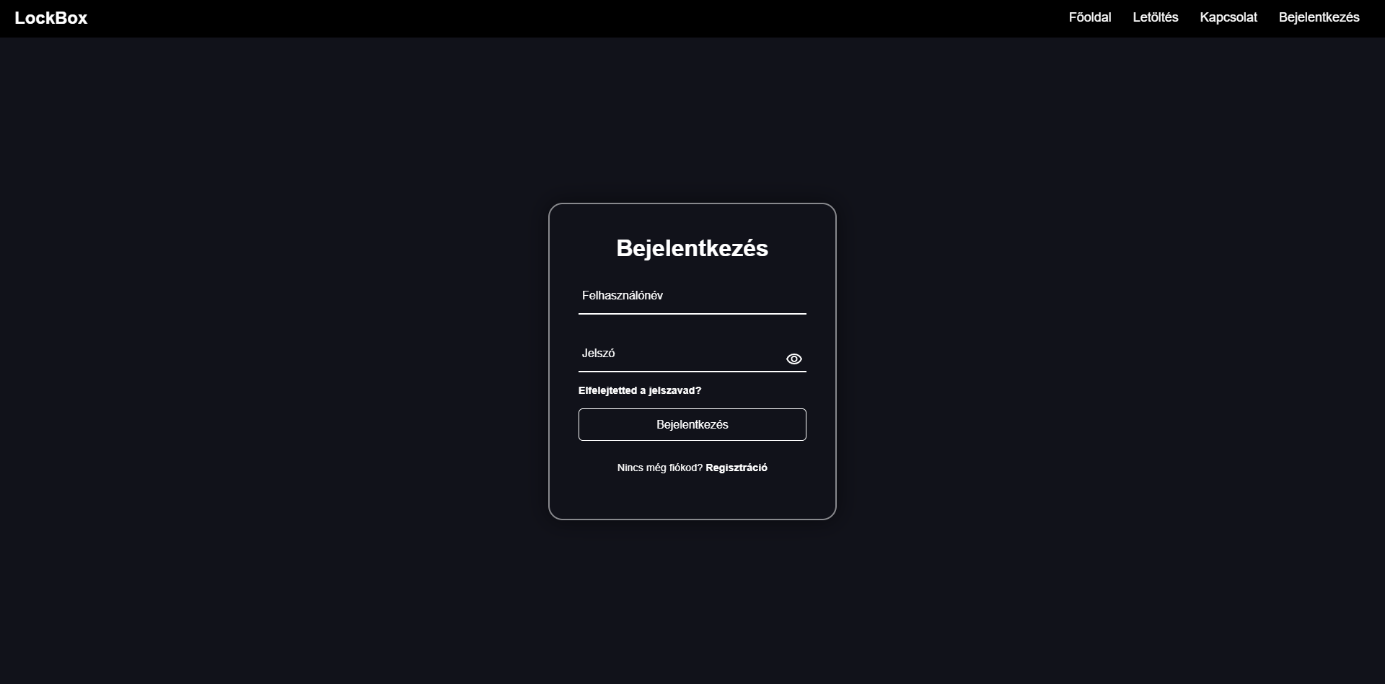 LockBox Főoldal Letöltés Kapcsolat Bejelentkezés
Bejelentkezés
Felhasználónév
Jelszó
Elfelejtetted a jelszavad?
Bejelentkezés
Nincs még fiókod? Regisztráció